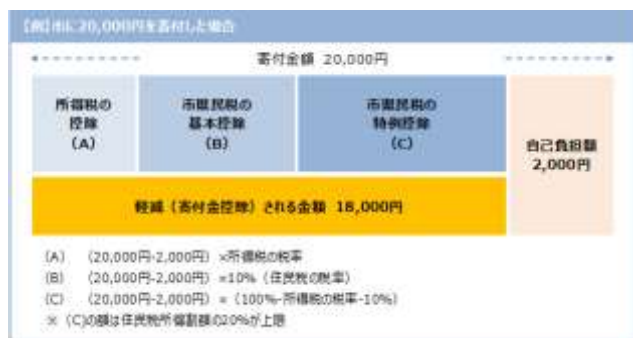 【例】市に20,000円を寄付した場合
寄付金額 20,000円
所得税の
控除
(A)
市県民税の
基本控除
(B)
市県民税の
特例控除
(C)
自己負担額
2,000円
軽減(寄付金控除)される金額 18,000円
(A) (20,000円-2,000円)×所得税の税率
(B) (20,000円-2,000円)×10%(住民税の税率)
(C) (20,000円-2,000円)×(100%-所得税の税率-10%)
※ (C)の額は住民税所得割額の20%が上限